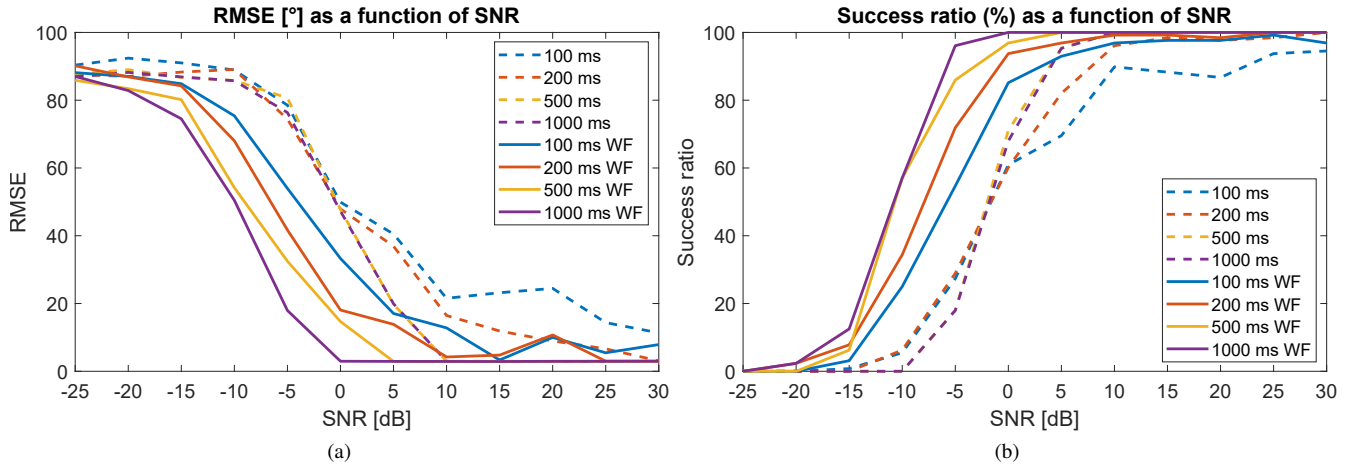 RMSE [°] as a function of SNR
RMSE
100
80
60
40
20
0
-25 -20 -15 -10 -5 0 5 10 15 20 25 30
SNR [dB]
100 ms
200 ms
500 ms
1000 ms
100 ms WF
200 ms WF
500 ms WF
1000 ms WF
(a)
Success ratio (%) as a function of SNR
Success ratio
100
80
60
40
20
0
-25 -20 -15 -10 -5 0 5 10 15 20 25 30
SNR [dB]
100 ms
200 ms
500 ms
1000 ms
100 ms WF
200 ms WF
500 ms WF
1000 ms WF
(b)